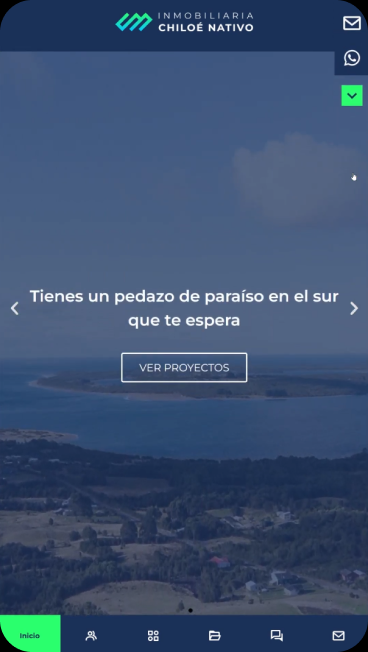 INMOBILIARIA
CHILOÉ NATIVO
Tienes un pedazo de paraíso en el sur
que te espera
VER PROYECTOS
Inicio